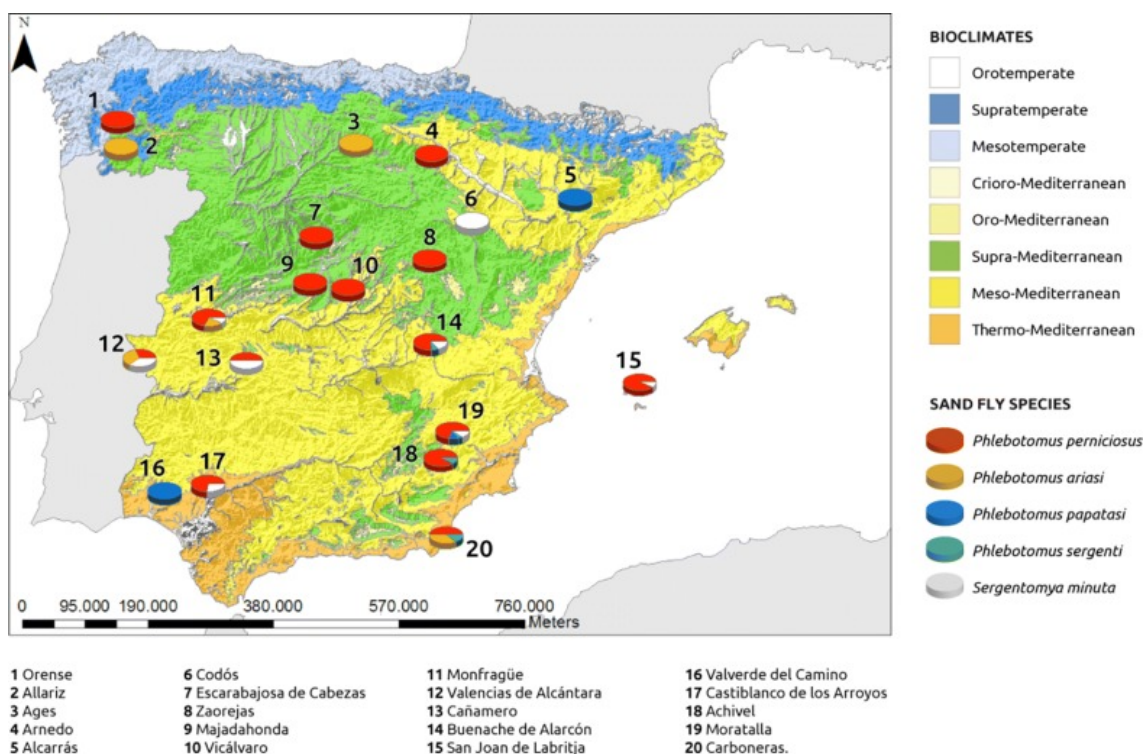 N
1
2
3
4
5
6
7
8
9
10
11
12
13
14
15
16
17
18
19
20
0 95.000 190.000 380.000 570.000 760.000
Meters
BIOCLIMATES
Orotemperate
Supratemperate
Mesotemperate
Crioro-Mediterranean
Oro-Mediterranean
Supra-Mediterranean
Meso-Mediterranean
Thermo-Mediterranean
SAND FLY SPECIES
Phlebotomus perniciosus
Phlebotomus ariasi
Phlebotomus papatasi
Phlebotomus sergenti
Sergentomya minuta
1 Orense
2 Allariz
3 Ages
4 Arnedo
5 Alcarrás
6 Codós
7 Escarabajosa de Cabezas
8 Zaorejas
9 Majadahonda
10 Vicálvaro
11 Monfragüe
12 Valencias de Alcántara
13 Cañamero
14 Buenache de Alarcón
15 San Joan de Labritja
16 Valverde del Camino
17 Castiblanco de los Arroyos
18 Achivel
19 Moratalla
20 Carboneras.